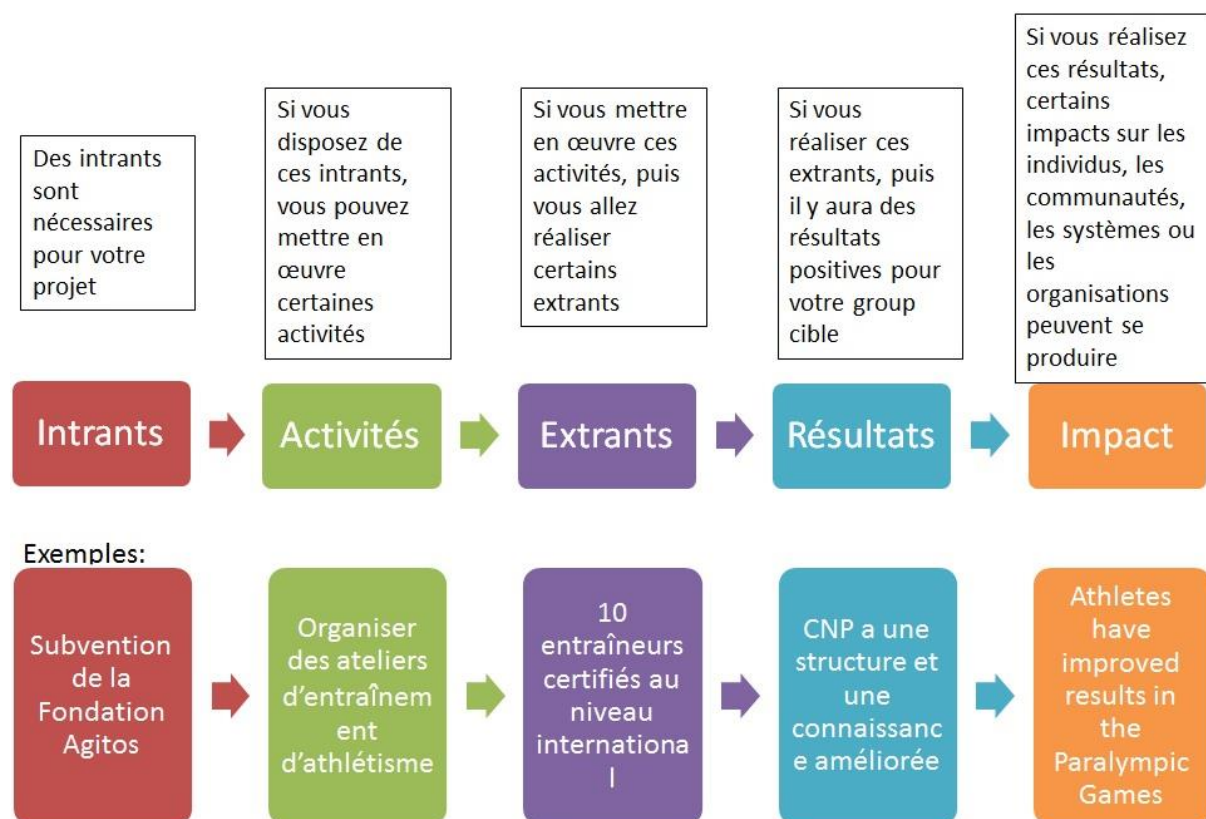 Des intrants
sont
nécessaires
pour votre
projet
Si vous
disposez de
ces intrants,
vous pouvez
mettre en
œuvre
certaines
activités
Si vous mettre
en œuvre ces
activités, puis
vous allez
réaliser
certains
extrants
Si vous
réaliser ces
extrants, puis
il y aura des
résultats
positives pour
votre group
cible
Si vous réalisez
ces résultats,
certains
impacts sur les
individus, les
communautés,
les systèmes ou
les
organisations
peuvent se
produire
Intrants
Activités
Extrants
Résultats
Impact
Exemples:
Subvention
de la
Fondation
Agitos
Organiser
des ateliers
d’entraînem
ent
d’athlétisme
10
entraîneurs
certifiés au
niveau
internationa
l
CNP a une
structure et
une
connaissanc
e améliorée
Athletes
have
improved
results in
the
Paralympic
Games